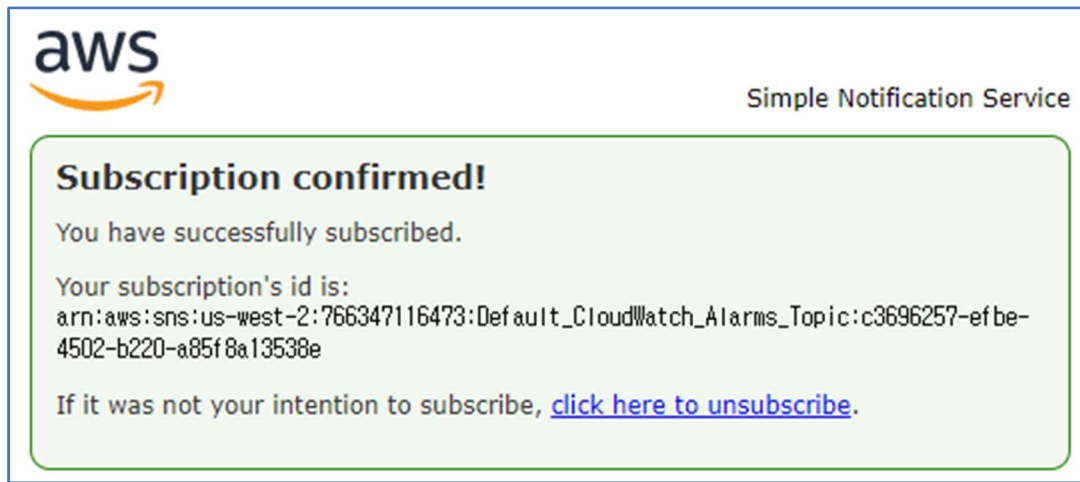 aws
Simple Notification Service
Subscription confirmed!
You have successfully subscribed.
Your subscription's id is:
arn:aws:sns:us-west-2:766347116473:Default_CloudWatch_Alarms_Topic:c3696257-efbe-
4502-b220-a85f8a13538e
If it was not your intention to subscribe, click here to unsubscribe.